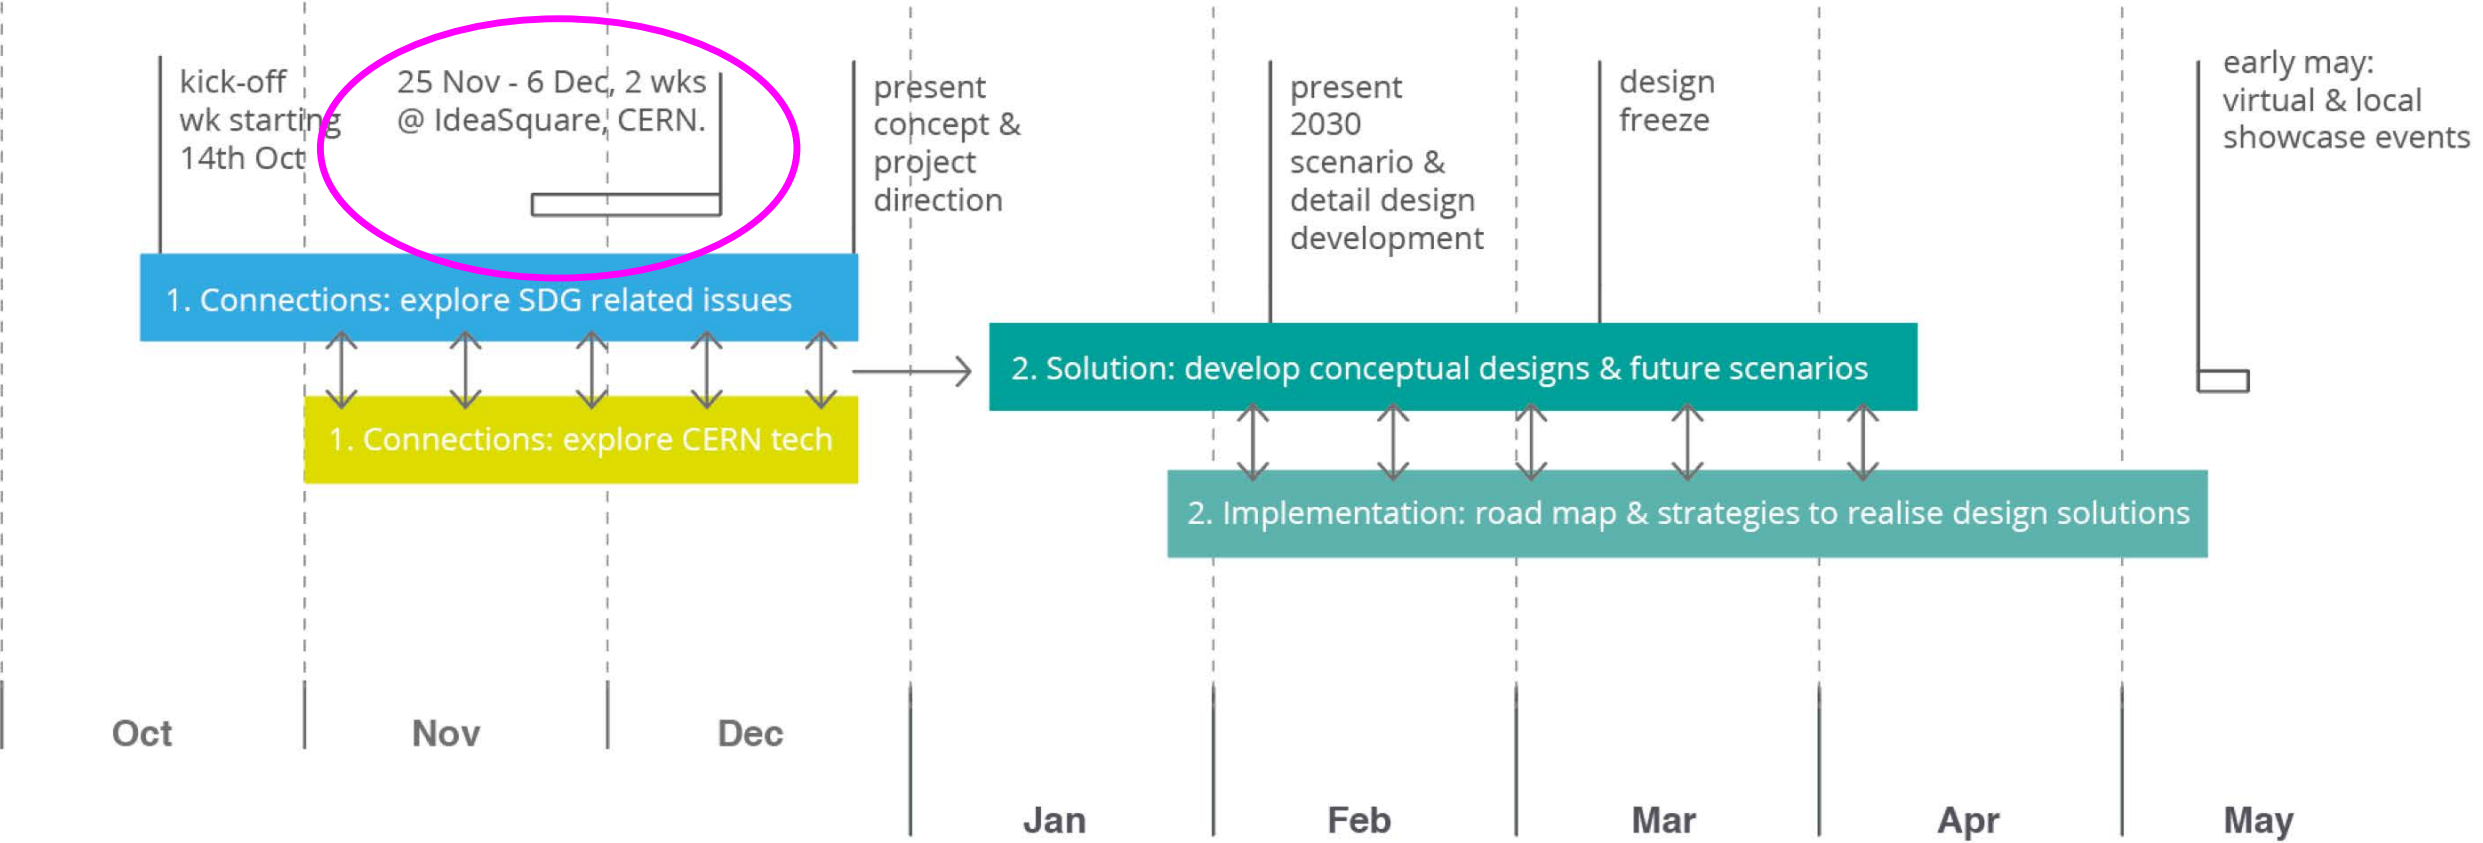 kick-off
wk starting
14th Oct
25 Nov - 6 Dec, 2 wks
@ IdeaSquare, CERN.
present
concept &
project
direction
present
2030
scenario &
detail design
development
design
freeze
early may:
virtual & local
showcase events
1. Connections: explore SDG related issues
1. Connections: explore CERN tech
2. Solution: develop conceptual designs & future scenarios
2. Implementation: road map & strategies to realise design solutions
Oct
Nov
Dec
Jan
Feb
Mar
Apr
May